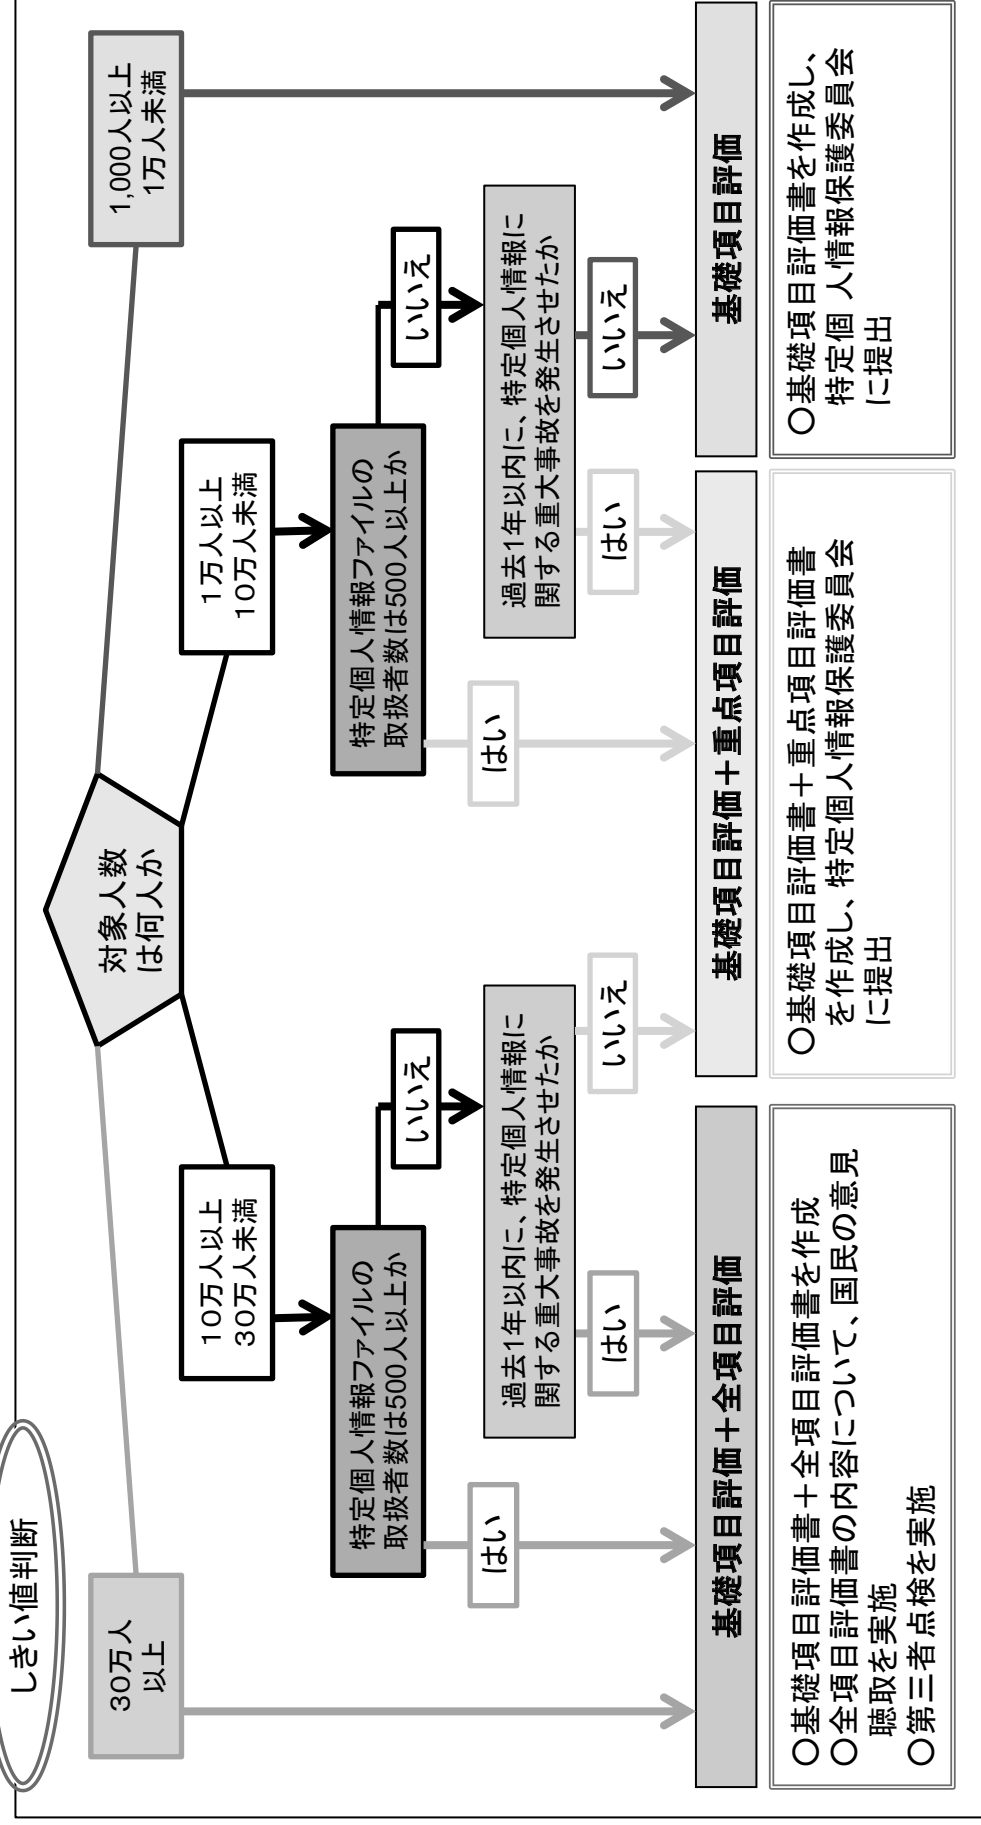 しきい値判断
対象人数
は何人か
30万人
以上
10万人以上
30万人未満
1万人以上
10万人未満
1,000人以上
1万人未満
特定個人情報ファイルの
取扱者数は500人以上か
はい
いいえ
過去1年以内に、特定個人情報に
関する重大事故を発生させたか
はい
いいえ
特定個人情報ファイルの
取扱者数は500人以上か
はい
いいえ
過去1年以内に、特定個人情報に
関する重大事故を発生させたか
はい
いいえ
基礎項目評価＋全項目評価
〇基礎項目評価書＋全項目評価書を作成
〇全項目評価書の内容について、国民の意見
聴取を実施
〇第三者点検を実施
基礎項目評価＋重点項目評価
〇基礎項目評価書＋重点項目評価書
を作成し、特定個人情報保護委員会
に提出
基礎項目評価
〇基礎項目評価書を作成し、
特定個 人情報保護委員会
に提出